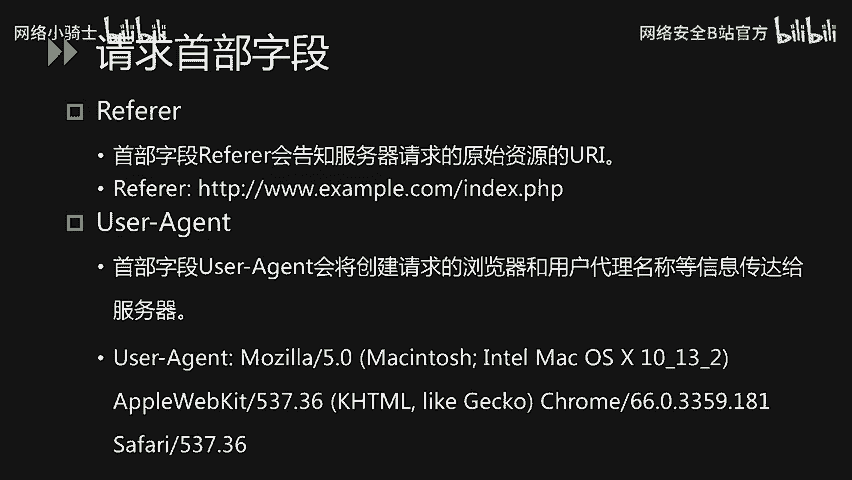 网络小骑士 bilibili
网络安全B站官方 bilibili
请求首部字段
Referer
• 首部字段Referer会告知服务器请求的原始资源的URI。
• Referer: http://www.example.com/index.php
User-Agent
• 首部字段User-Agent会将创建请求的浏览器和用户代理名称等信息传达给
服务器。
• User-Agent: Mozilla/5.0 (Macintosh; Intel Mac OS X 10_13_2)
AppleWebKit/537.36 (KHTML, like Gecko) Chrome/66.0.3359.181
Safari/537.36